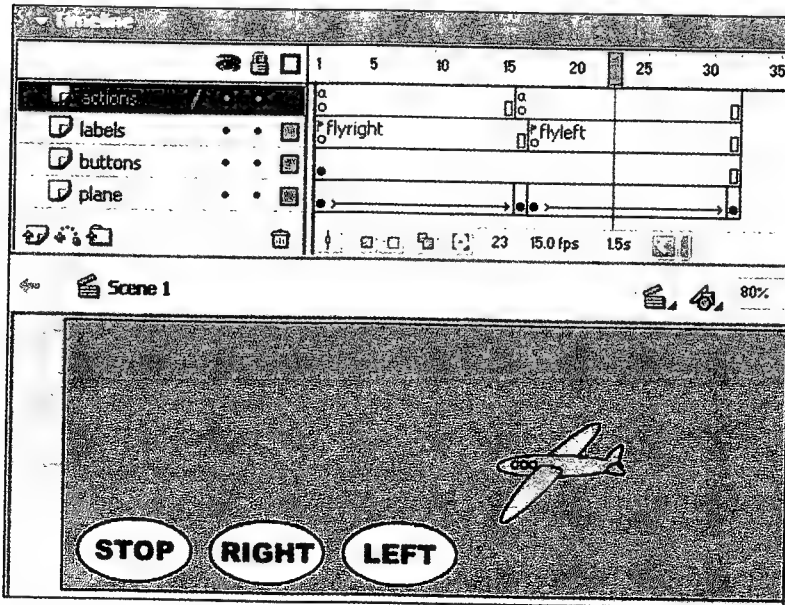 Timeline
1 5 10 15 20 25 30 35
actions
labels
flyright flyleft
buttons
plane
23 15.0 fps 1.5s
Scene 1
80%
STOP RIGHT LEFT